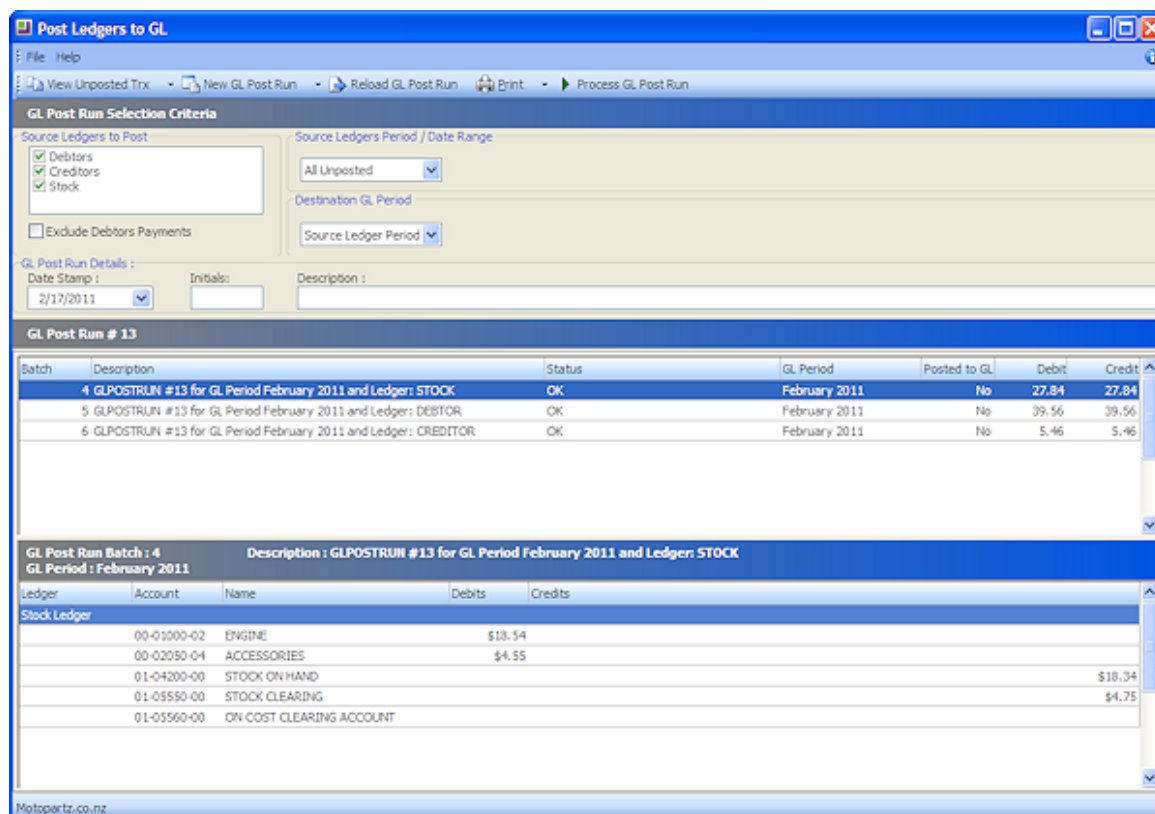 Post Ledgers to GL
File Help
View Unposted Trx New GL Post Run Reload GL Post Run Print Process GL Post Run
GL Post Run Selection Criteria
Source Ledgers to Post Source Ledgers Period / Date Range
Debtors
Creditors
Stock
All Unposted
Destination GL Period
Exclude Debtors Payments
Source Ledger Period
GL Post Run Details :
Date Stamp : Initials: Description :
2/17/2011
GL Post Run # 13
Batch Description Status GL Period Posted to GL Debit Credit
4 GLPOSTRUN #13 for GL Period February 2011 and Ledger: STOCK OK February 2011 No 27.84 27.84
5 GLPOSTRUN #13 for GL Period February 2011 and Ledger: DEBTOR OK February 2011 No 39.56 39.56
6 GLPOSTRUN #13 for GL Period February 2011 and Ledger: CREDITOR OK February 2011 No 5.46 5.46
GL Post Run Batch : 4 Description : GLPOSTRUN #13 for GL Period February 2011 and Ledger: STOCK
GL Period : February 2011
Ledger Account Name Debits Credits
Stock Ledger
00-01000-02 ENGINE $18.54
00-02050-04 ACCESSORIES $4.55
01-04200-00 STOCK ON HAND $18.34
01-05550-00 STOCK CLEARING $4.75
01-05560-00 ON COST CLEARING ACCOUNT
Motopartz.co.nz